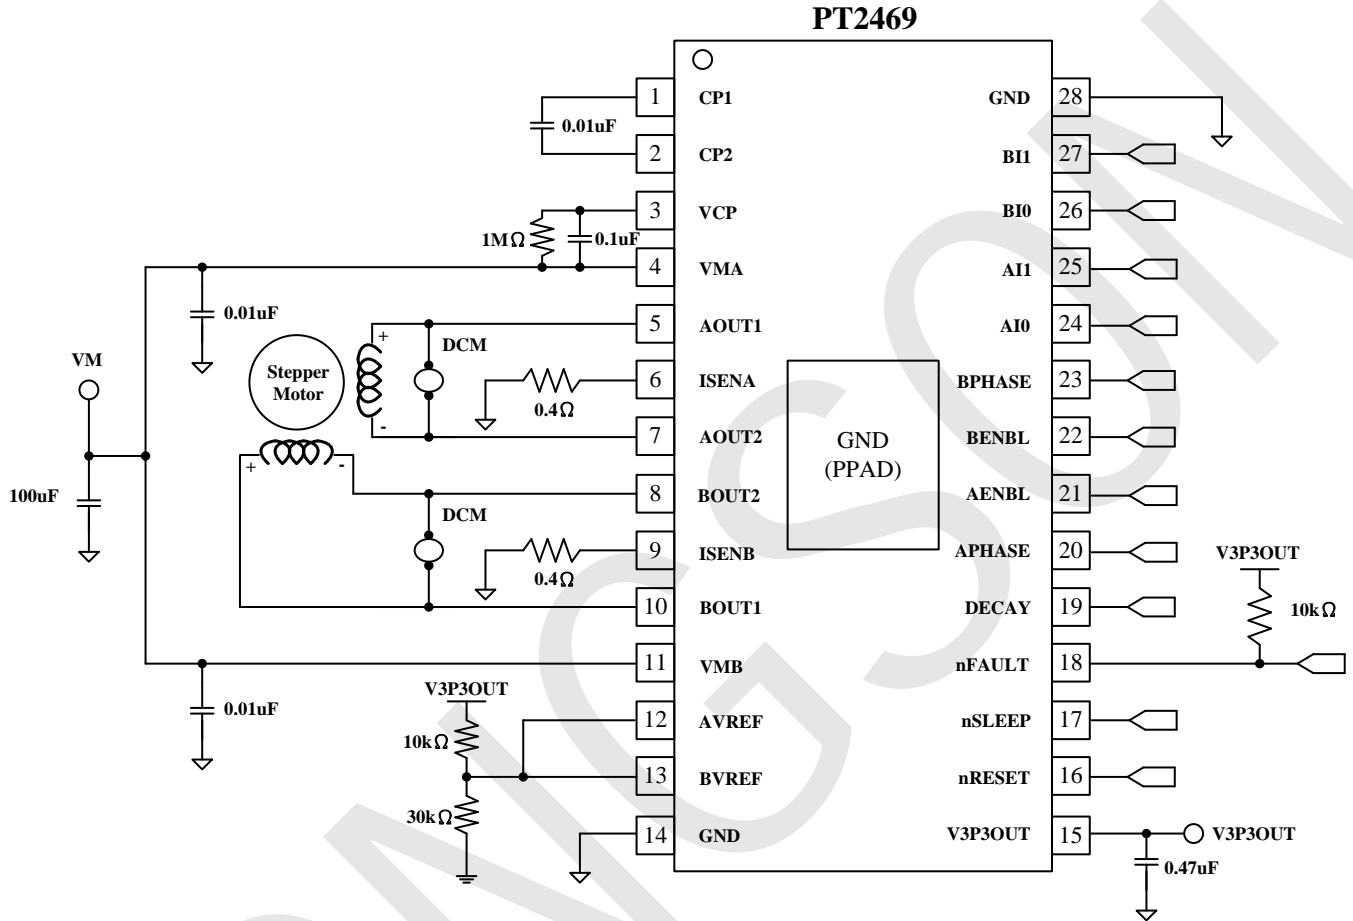 PT2469
1 CP1
GND 28
0.01uF
2 CP2
BI1 27
3 VCP
BI0 26
1MΩ
0.1uF
4 VMA
AI1 25
0.01uF
5 AOUT1
AI0 24
+
DCM
VM
Stepper
Motor
6 ISENA
BPHASE 23
0.4Ω
-
7 AOUT2
BENBL 22
GND
(PPAD)
+
-
8 BOUT2
AENBL 21
100uF
DCM
9 ISENB
APHASE 20
V3P3OUT
0.4Ω
10 BOUT1
DECAY 19
10kΩ
11 VMB
nFAULT 18
V3P3OUT
0.01uF
12 AVREF
nSLEEP 17
10kΩ
13 BVREF
nRESET 16
30kΩ
14 GND
V3P3OUT 15
V3P3OUT
0.47uF